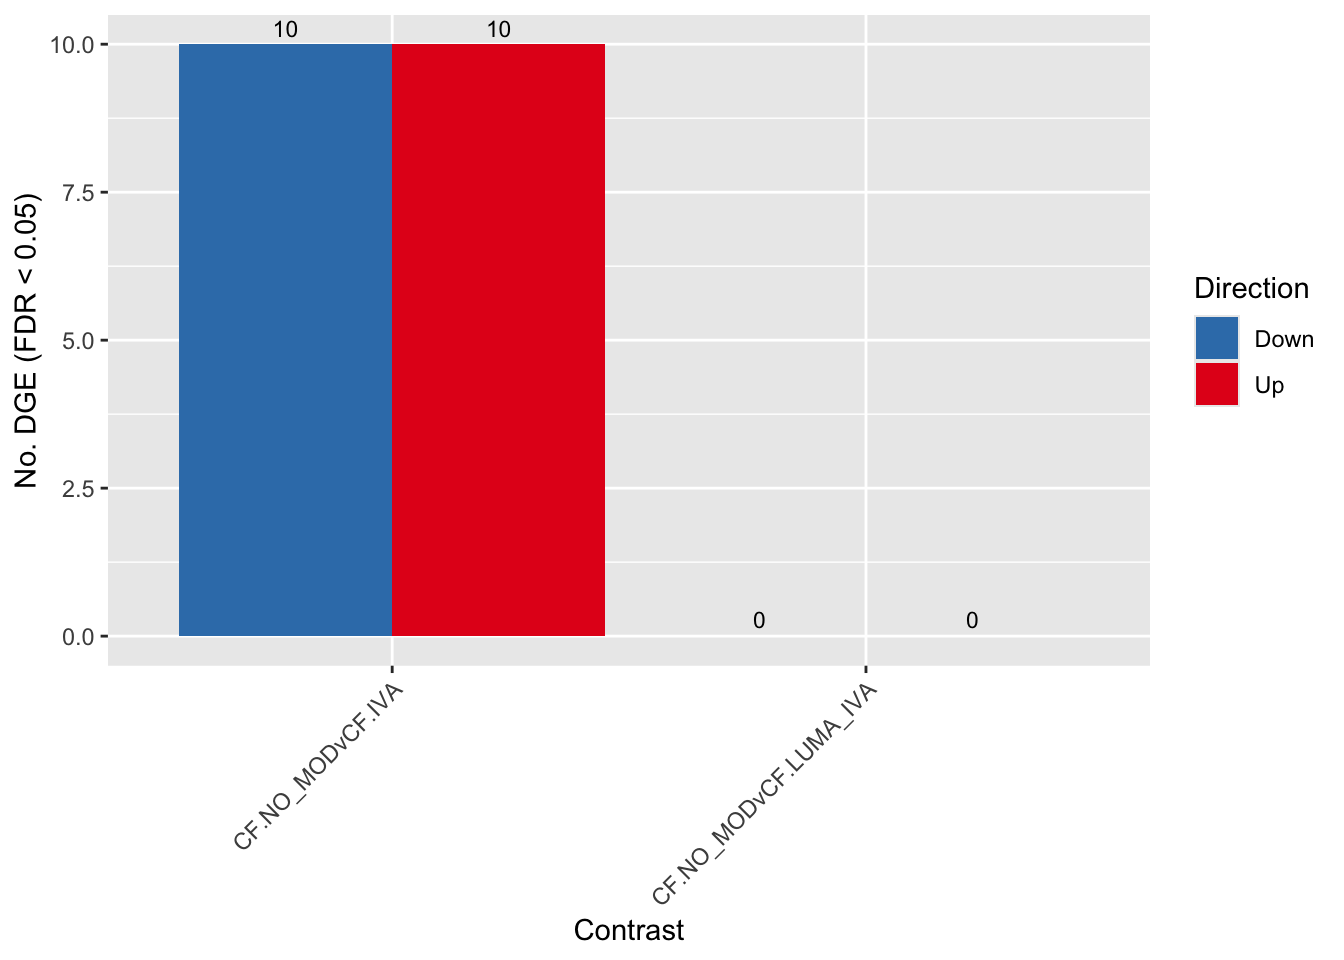 10 10
10.0
7.5
5.0
2.5
0.0
0 0
No. DGE (FDR < 0.05)
CF.NO_MODvCF.IVA
CF.NO_MODvCF.LUMA_IVA
Contrast
Direction
Down
Up